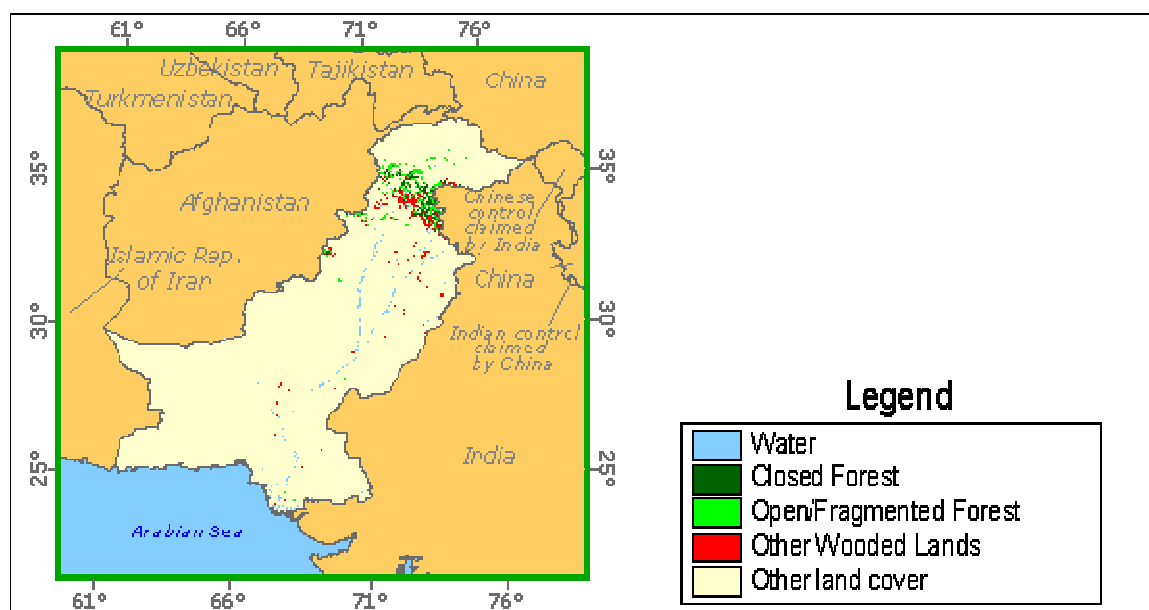 61° 66° 71° 76°
Uzbekistan
Tajikistan
China
Turkmenistan
35° 35°
Afghanistan
Chinese
control
claimed
by India
Islamic Rep.
of Iran
China
30° 30°
Indian control
claimed
by China
Legend
Water
Closed Forest
Open/Fragmented Forest
Other Wooded Lands
Other land cover
India
25° 25°
Arabian Sea
61° 66° 71° 76°